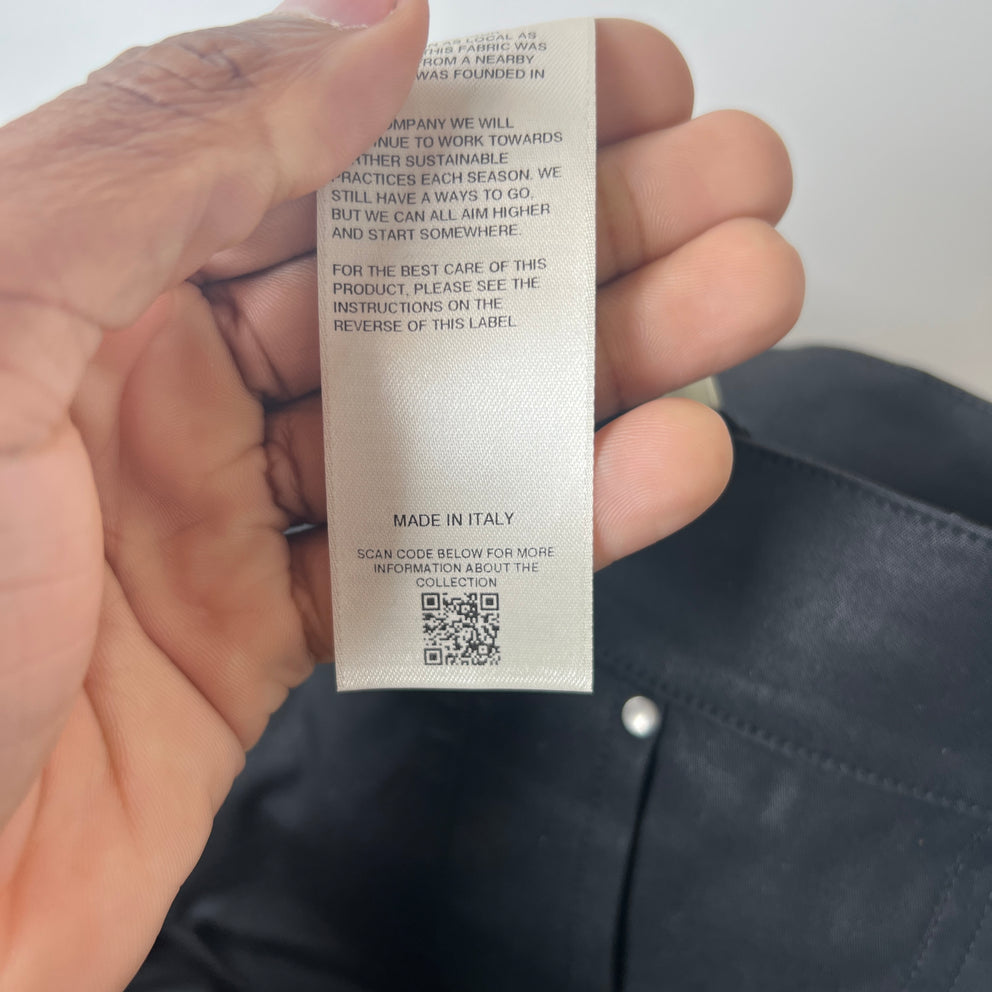 AS LOCAL AS
THIS FABRIC WAS
FROM A NEARBY
WAS FOUNDED IN
COMPANY WE WILL
TO WORK TOWARDS
SUSTAINABLE
PRACTICES EACH SEASON. WE
STILL HAVE A WAYS TO GO,
BUT WE CAN ALL AIM HIGHER
AND START SOMEWHERE.
FOR THE BEST CARE OF THIS
PRODUCT, PLEASE SEE THE
INSTRUCTIONS ON THE
REVERSE OF THIS LABEL
MADE IN ITALY
SCAN CODE BELOW FOR MORE
INFORMATION ABOUT THE
COLLECTION